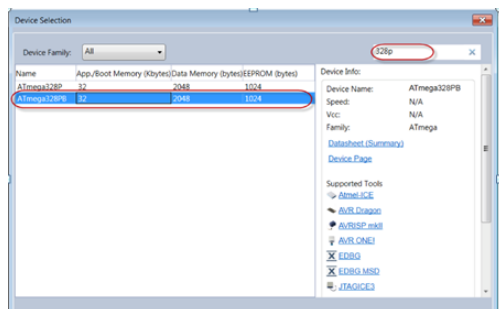 Device Selection
Device Family: All 328p
Name App./Boot Memory (Kbytes) Data Memory (bytes) EEPROM (bytes)
ATmega328P 32 2048 1024
ATmega328PB 32 2048 1024
Device Info:
Device Name: ATmega328PB
Speed: N/A
Vcc: N/A
Family: ATmega
Datasheet (Summary)
Device Page
Supported Tools
Atmel-ICE
AVR Dragon
AVRISP mkII
AVR ONE!
EDBG
EDBG MSD
JTAGICE3